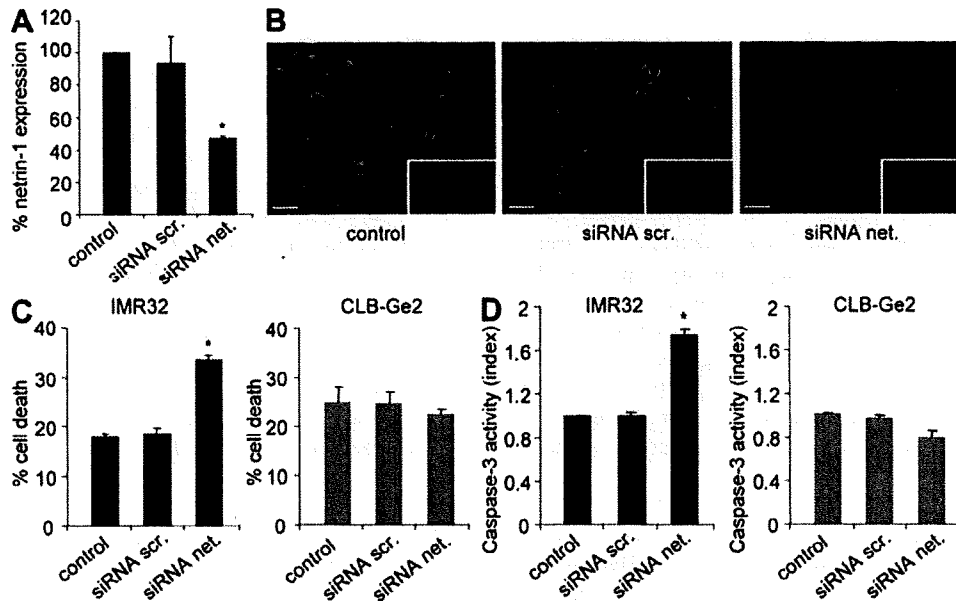 A
% netrin-1 expression
120
100
80
60
40
20
0
control
siRNA scr.
siRNA net.
*
B
control
siRNA scr.
siRNA net.
C
IMR32
% cell death
40
30
20
10
0
*
control
siRNA scr.
siRNA net.
CLB-Ge2
% cell death
40
30
20
10
0
control
siRNA scr.
siRNA net.
D
IMR32
Caspase-3 activity (index)
2
1.6
1.2
0.8
0.4
0
*
control
siRNA scr.
siRNA net.
CLB-Ge2
Caspase-3 activity (index)
2
1.6
1.2
0.8
0.4
0
control
siRNA scr.
siRNA net.